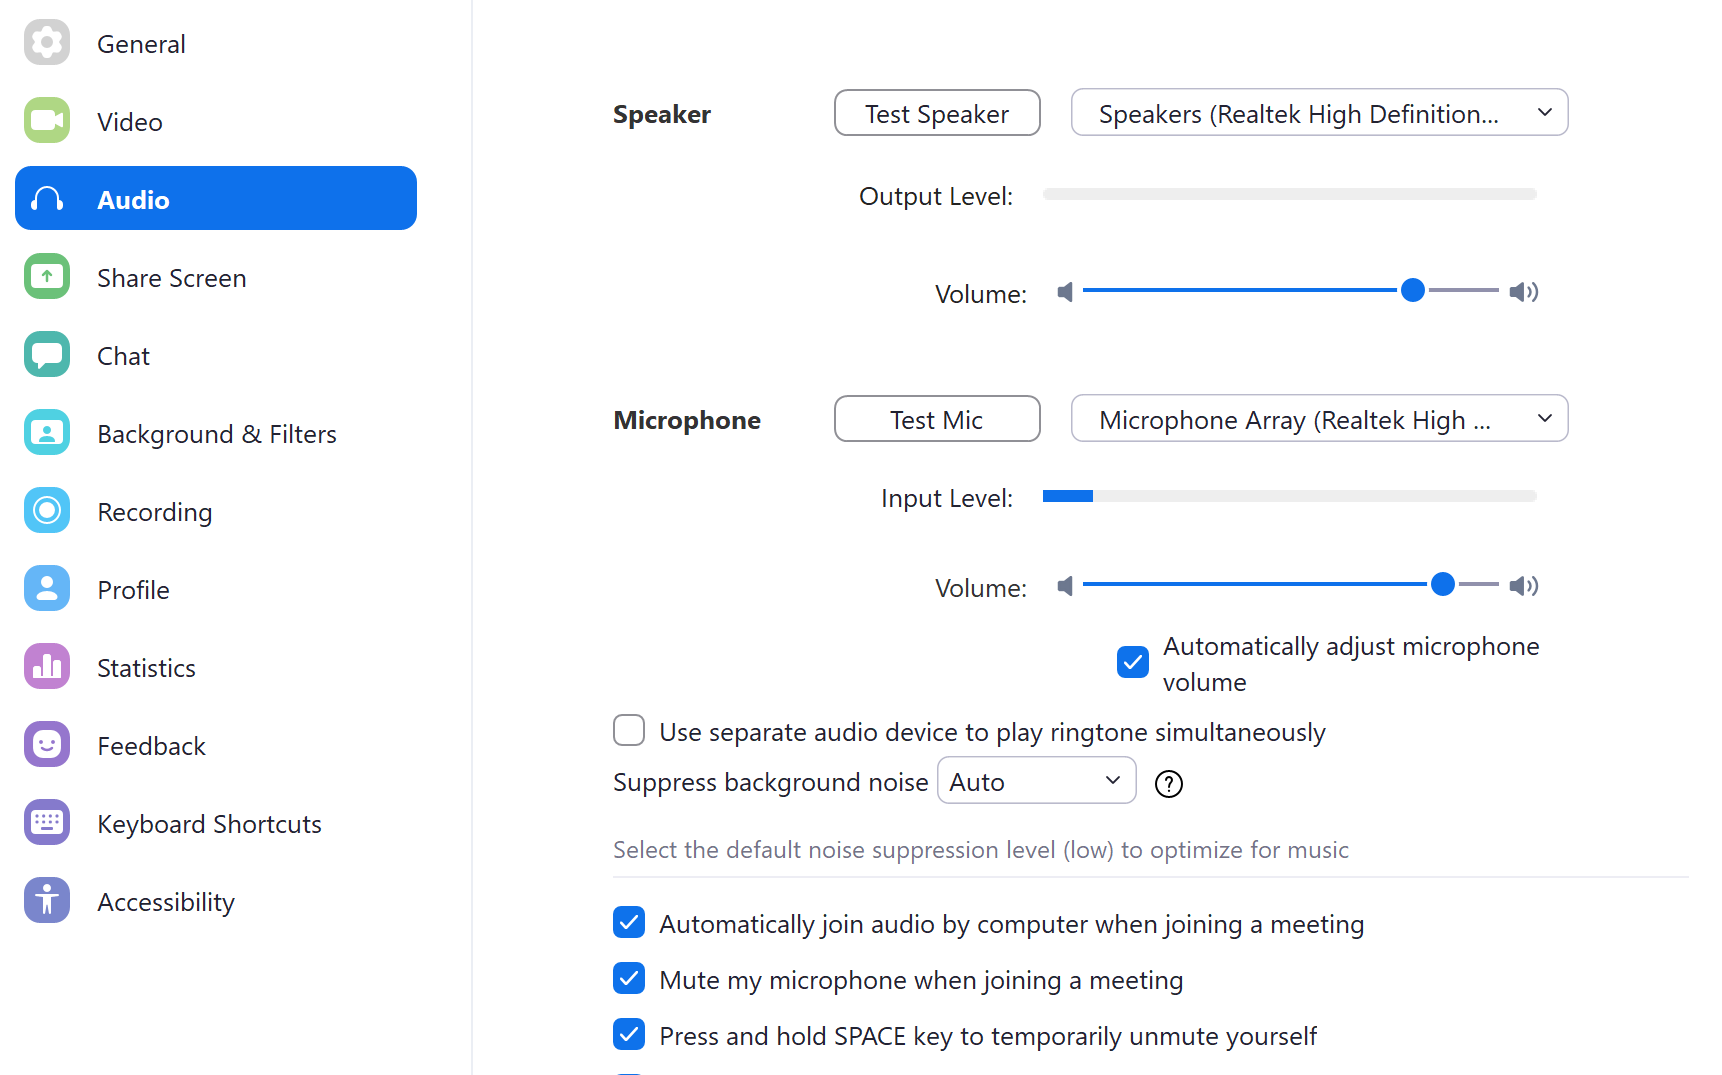 General
Video
Audio
Share Screen
Chat
Background & Filters
Recording
Profile
Statistics
Feedback
Keyboard Shortcuts
Accessibility
Speaker
Test Speaker
Speakers (Realtek High Definition...
Output Level:
Volume:
Microphone
Test Mic
Microphone Array (Realtek High ...
Input Level:
Volume:
Automatically adjust microphone
volume
Use separate audio device to play ringtone simultaneously
Suppress background noise Auto ?
Select the default noise suppression level (low) to optimize for music
Automatically join audio by computer when joining a meeting
Mute my microphone when joining a meeting
Press and hold SPACE key to temporarily unmute yourself